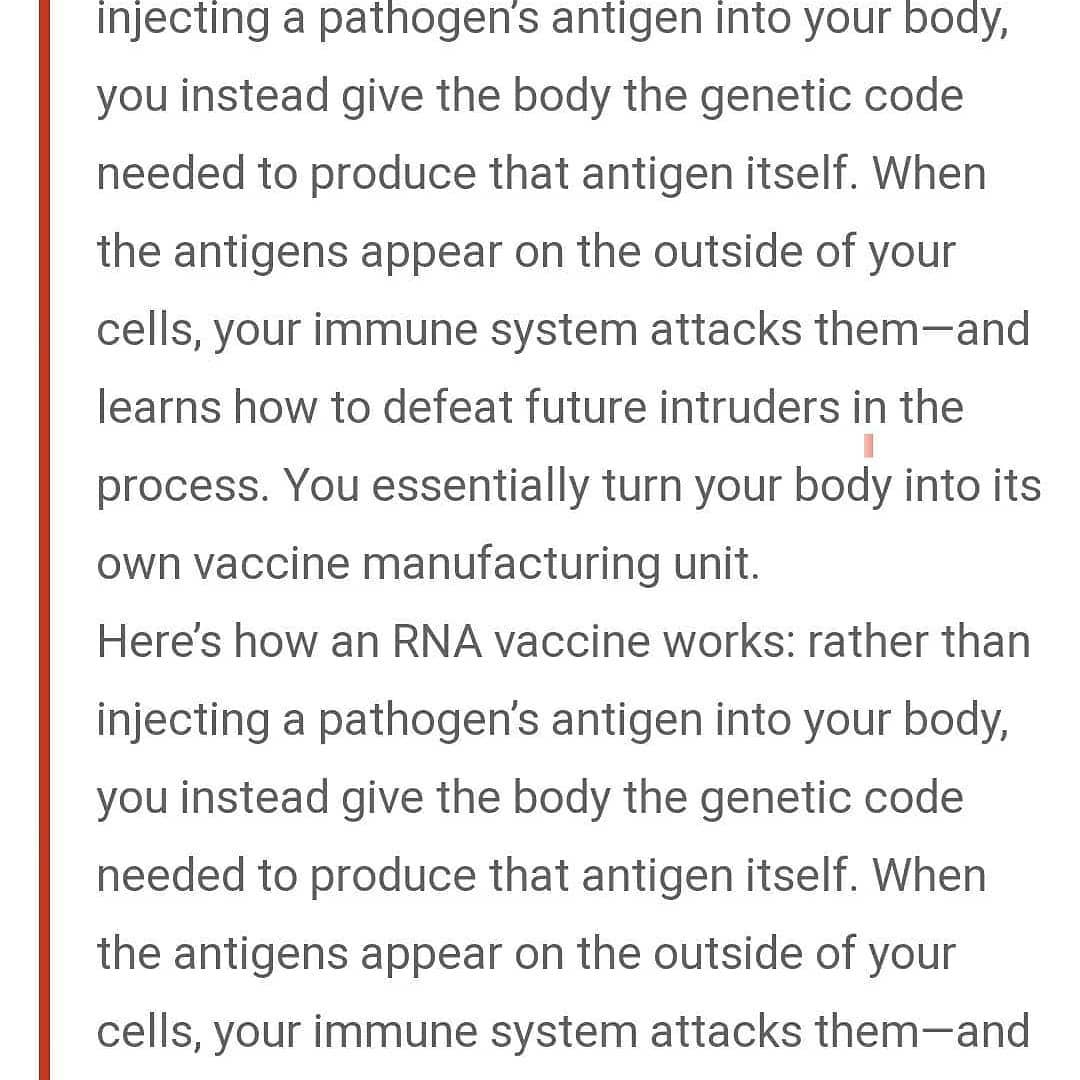 injecting a pathogen’s antigen into your body,
you instead give the body the genetic code
needed to produce that antigen itself. When
the antigens appear on the outside of your
cells, your immune system attacks them—and
learns how to defeat future intruders in the
process. You essentially turn your body into its
own vaccine manufacturing unit.
Here’s how an RNA vaccine works: rather than
injecting a pathogen’s antigen into your body,
you instead give the body the genetic code
needed to produce that antigen itself. When
the antigens appear on the outside of your
cells, your immune system attacks them—and